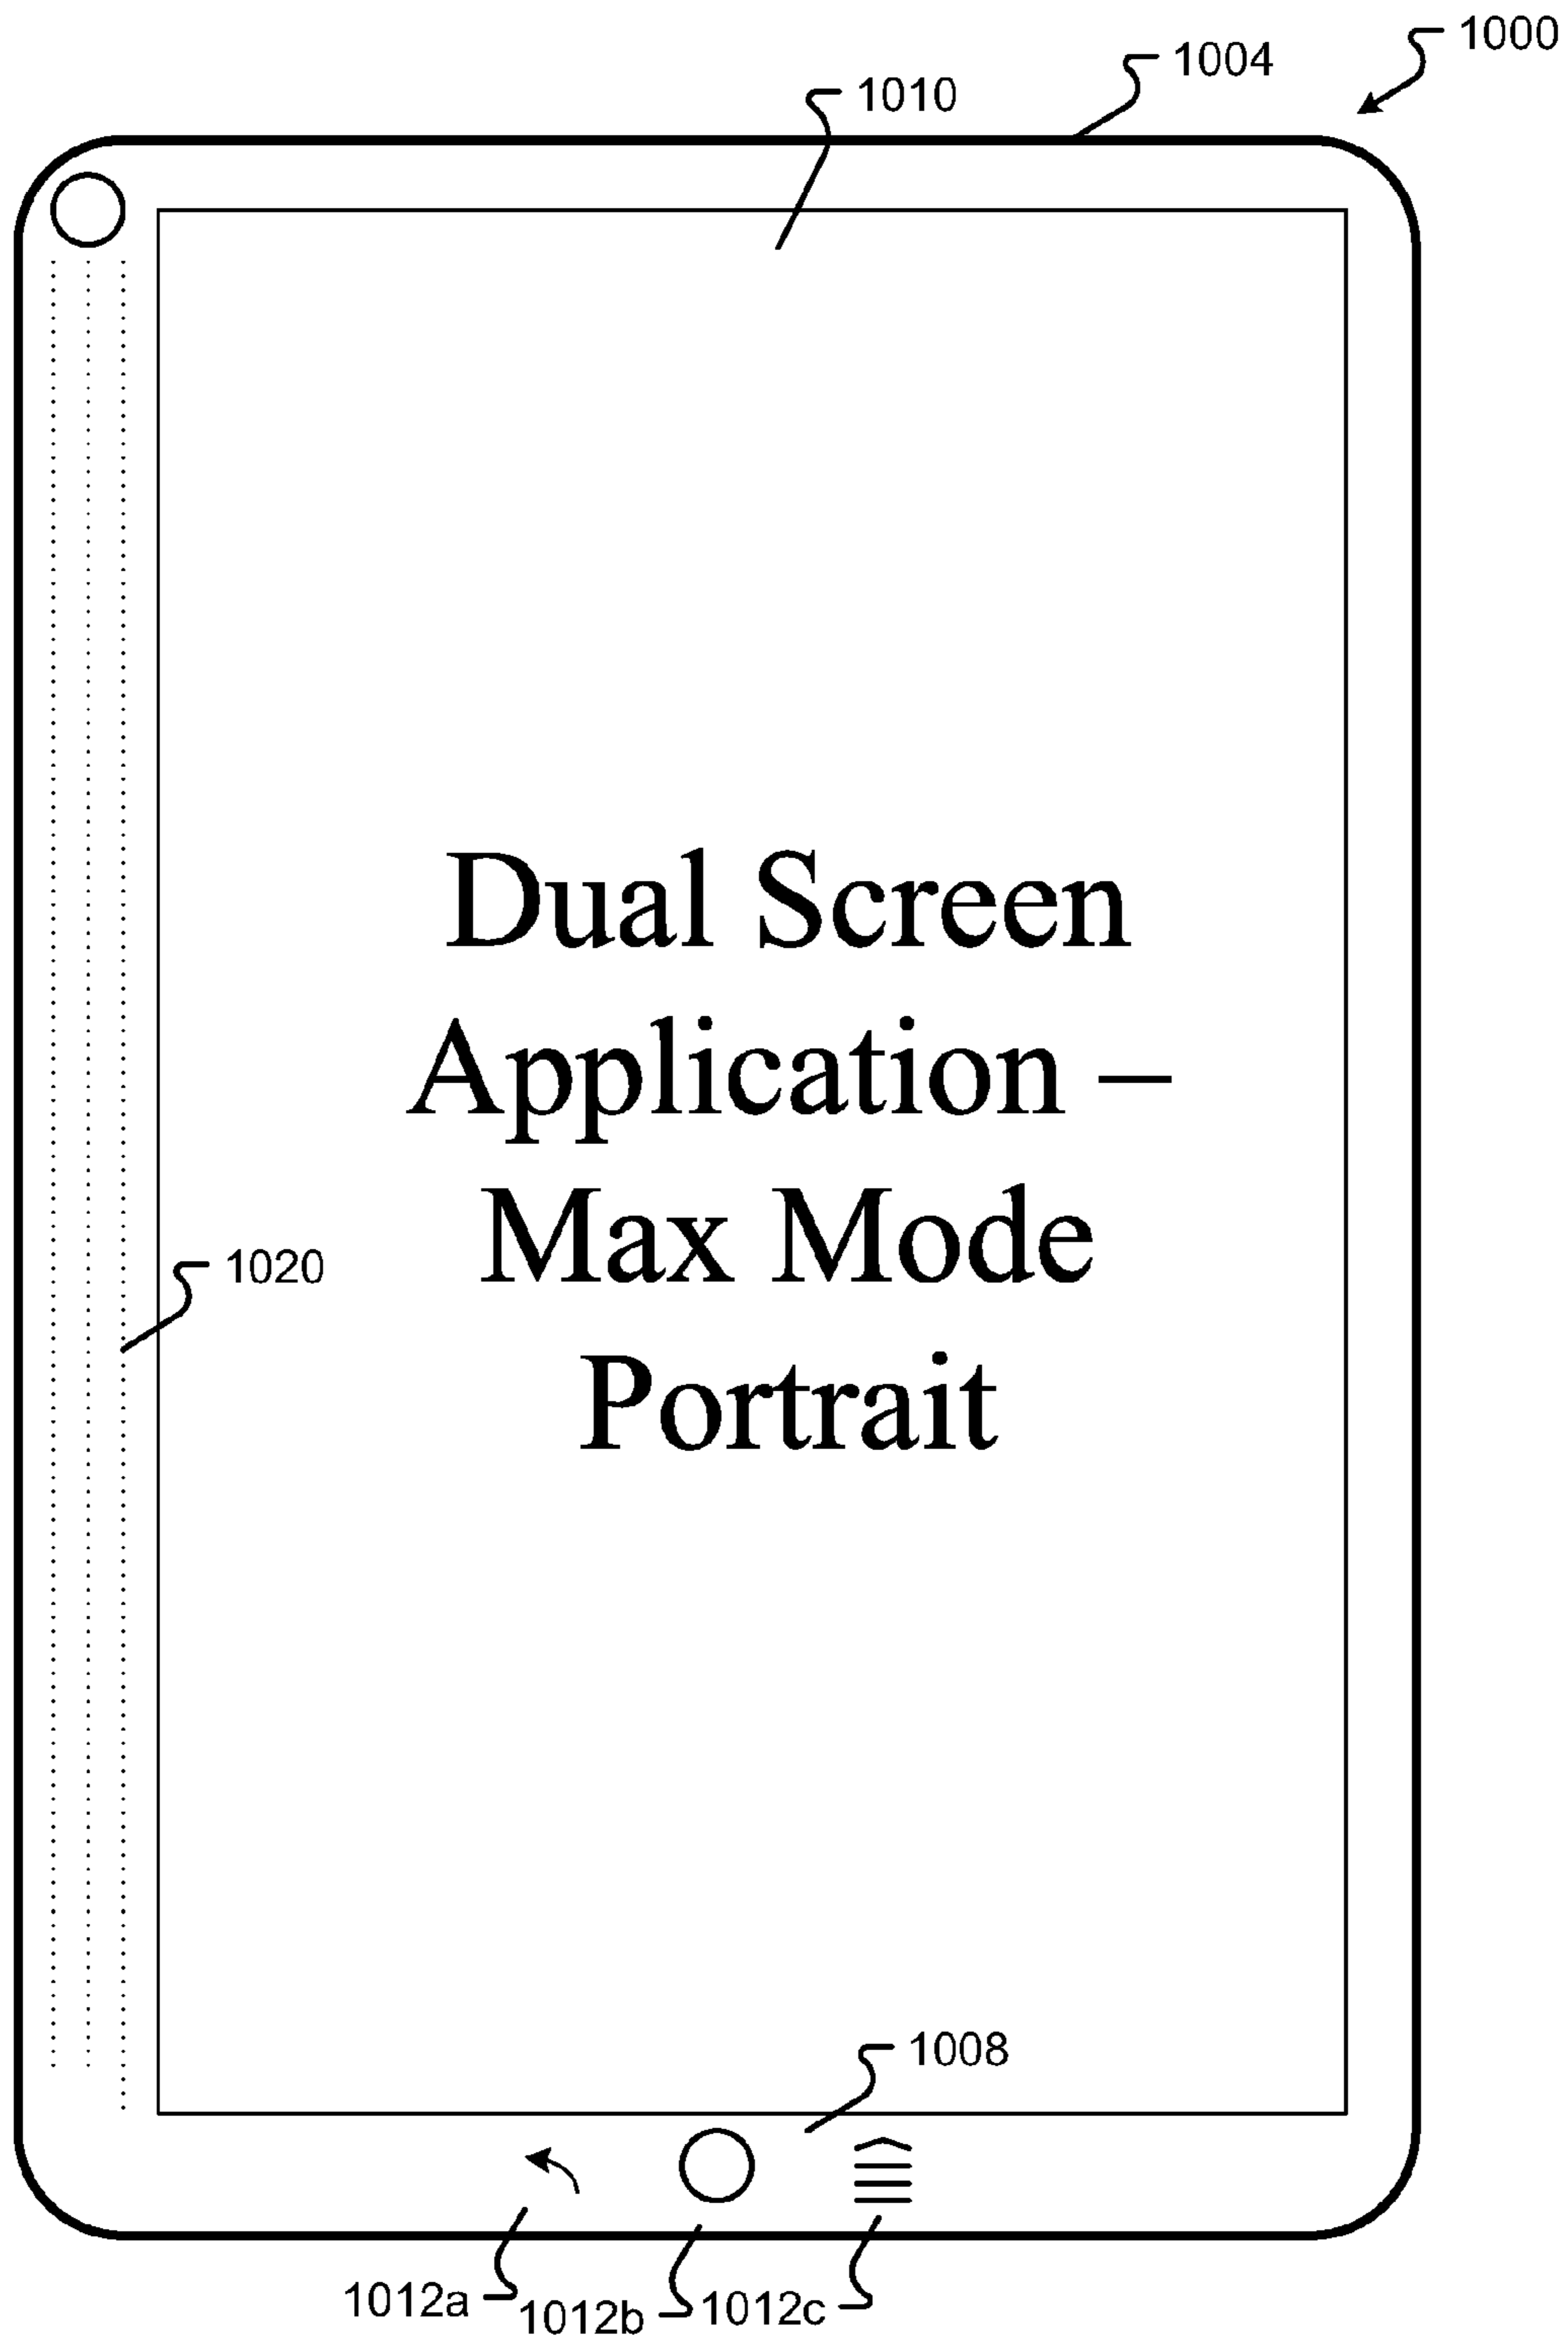 1000
1004
1010
Dual Screen
Application –
Max Mode
Portrait
1020
1008
1012a
1012b
1012c